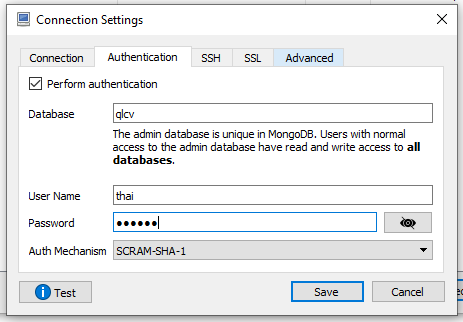 Connection Settings
Connection Authentication SSH SSL Advanced
Perform authentication
Database qlcv
The admin database is unique in MongoDB. Users with normal
access to the admin database have read and write access to all
databases.
User Name thai
Password ●●●●●●
Auth Mechanism SCRAM-SHA-1
Test Save Cancel